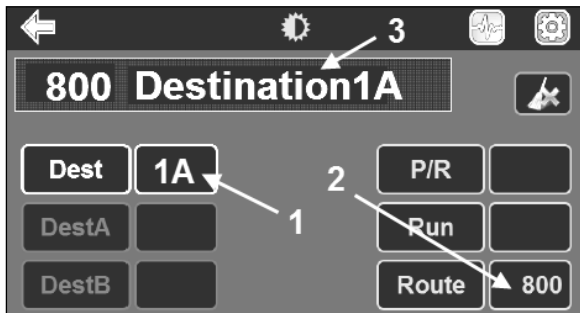 3
800 Destination1A
Dest 1A P/R
2
DestA 1 Run
DestB Route 800